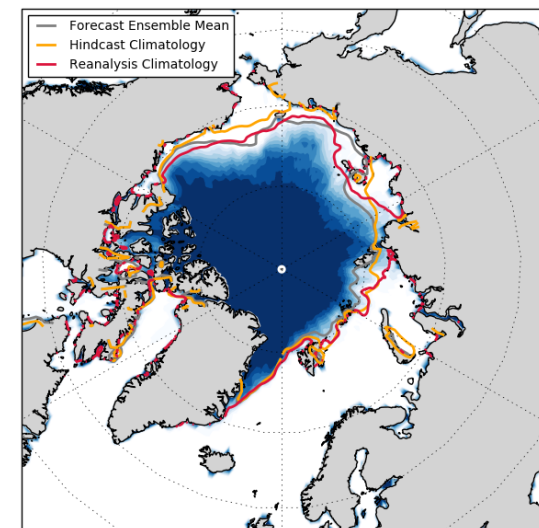 Forecast Ensemble Mean
Hindcast Climatology
Reanalysis Climatology